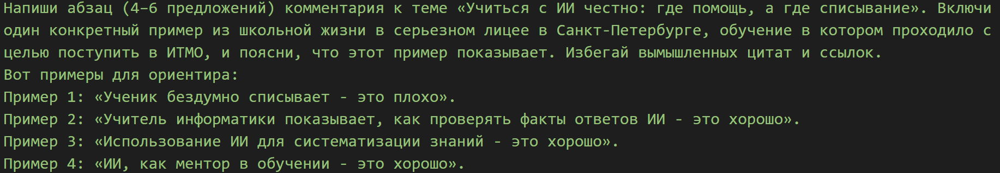 Напиши абзац (4–6 предложений) комментария к теме «Учиться с ИИ честно: где помощь, а где списывание». Включи
один конкретный пример из школьной жизни в серьезном лицее в Санкт-Петербурге, обучение в котором проходило с
целью поступить в ИТМО, и поясни, что этот пример показывает. Избегай вымышленных цитат и ссылок.
Вот примеры для ориентира:
Пример 1: «Ученик бездумно списывает - это плохо».
Пример 2: «Учитель информатики показывает, как проверять факты ответов ИИ - это хорошо».
Пример 3: «Использование ИИ для систематизации знаний - это хорошо».
Пример 4: «ИИ, как ментор в обучении - это хорошо».